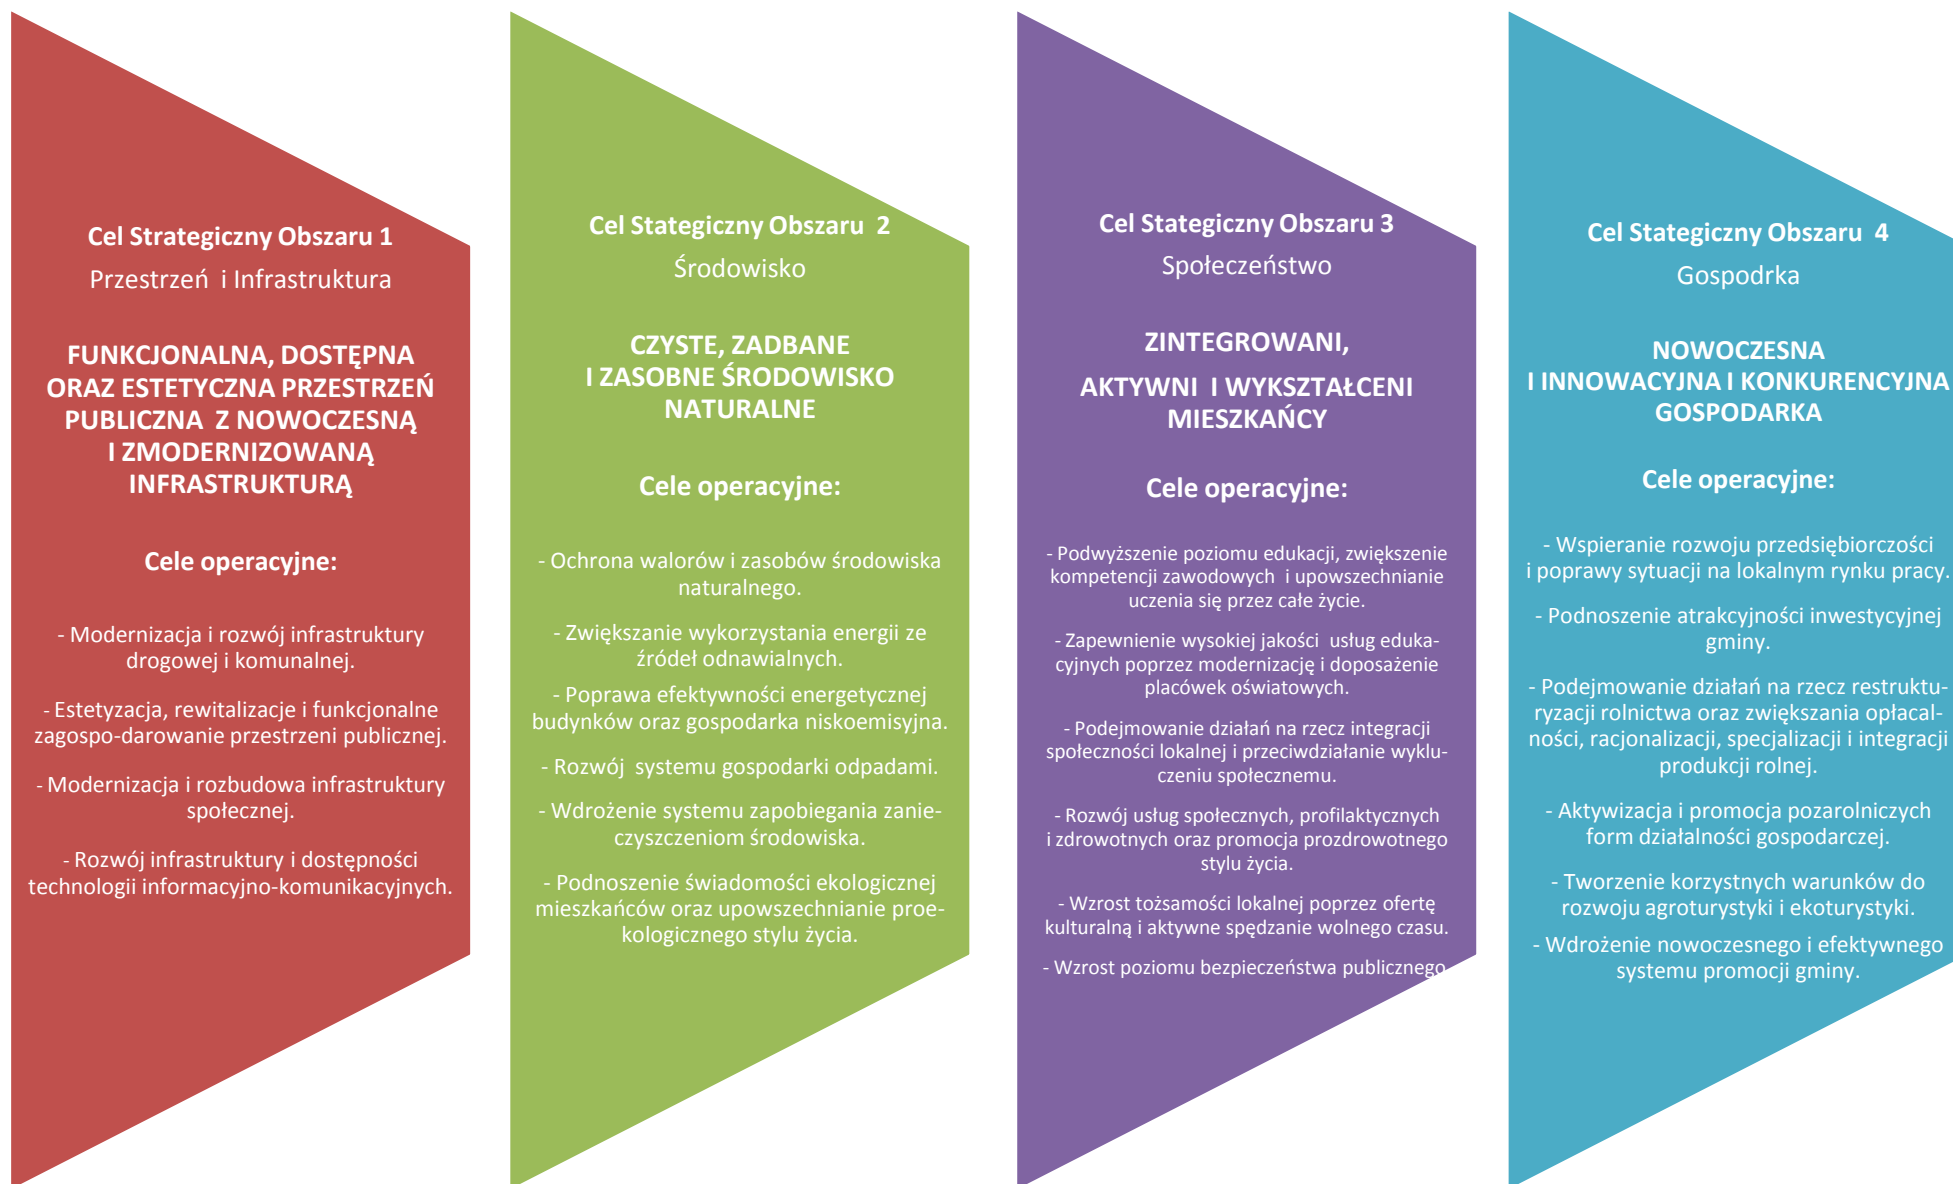 Cel Strategiczny Obszaru 1
Przestrzeń i Infrastruktura
FUNKCJONALNA, DOSTĘPNA
ORAZ ESTETYCZNA PRZESTRZEŃ
PUBLICZNA Z NOWOCZESNĄ
I ZMODERNIZOWANĄ
INFRASTRUKTURĄ
Cele operacyjne:
- Modernizacja i rozwój infrastruktury
drogowej i komunalnej.
- Estetyzacja, rewitalizacje i funkcjonalne
zagospo-darowanie przestrzeni publicznej.
- Modernizacja i rozbudowa infrastruktury
społecznej.
- Rozwój infrastruktury i dostępności
technologii informacyjno-komunikacyjnych.
Cel Stategiczny Obszaru 2
Środowisko
CZYSTE, ZADBANE
I ZASOBNE ŚRODOWISKO
NATURALNE
Cele operacyjne:
- Ochrona walorów i zasobów środowiska
naturalnego.
- Zwiększanie wykorzystania energii ze
źródeł odnawialnych.
- Poprawa efektywności energetycznej
budynków oraz gospodarka niskoemisyjna.
- Rozwój systemu gospodarki odpadami.
- Wdrożenie systemu zapobiegania zanie-
czyszczeniom środowiska.
- Podnoszenie świadomości ekologicznej
mieszkańców oraz upowszechnianie proe-
kologicznego stylu życia.
Cel Stategiczny Obszaru 3
Społeczeństwo
ZINTEGROWANI,
AKTYWNI I WYKSZTAŁCENI
MIESZKAŃCY
Cele operacyjne:
- Podwyższenie poziomu edukacji, zwiększenie
kompetencji zawodowych i upowszechnianie
uczenia się przez całe życie.
- Zapewnienie wysokiej jakości usług eduka-
cyjnych poprzez modernizację i doposażenie
placówek oświatowych.
- Podejmowanie działań na rzecz integracji
społeczności lokalnej i przeciwdziałanie wyklu-
czeniu społecznemu.
- Rozwój usług społecznych, profilaktycznych
i zdrowotnych oraz promocja prozdrowotnego
stylu życia.
- Wzrost tożsamości lokalnej poprzez ofertę
kulturalną i aktywne spędzanie wolnego czasu.
- Wzrost poziomu bezpieczeństwa publicznego
Cel Stategiczny Obszaru 4
Gospodrka
NOWOCZESNA
I INNOWACYJNA I KONKURENCYJNA
GOSPODARKA
Cele operacyjne:
- Wspieranie rozwoju przedsiębiorczości
i poprawy sytuacji na lokalnym rynku pracy.
- Podnoszenie atrakcyjności inwestycyjnej
gminy.
- Podejmowanie działań na rzecz restruktu-
ryzacji rolnictwa oraz zwiększania opłacal-
ności, racjonalizacji, specjalizacji i integracji
produkcji rolnej.
- Aktywizacja i promocja pozarolniczych
form działalności gospodarczej.
- Tworzenie korzystnych warunków do
rozwoju agroturystyki i ekoturystyki.
- Wdrożenie nowoczesnego i efektywnego
systemu promocji gminy.